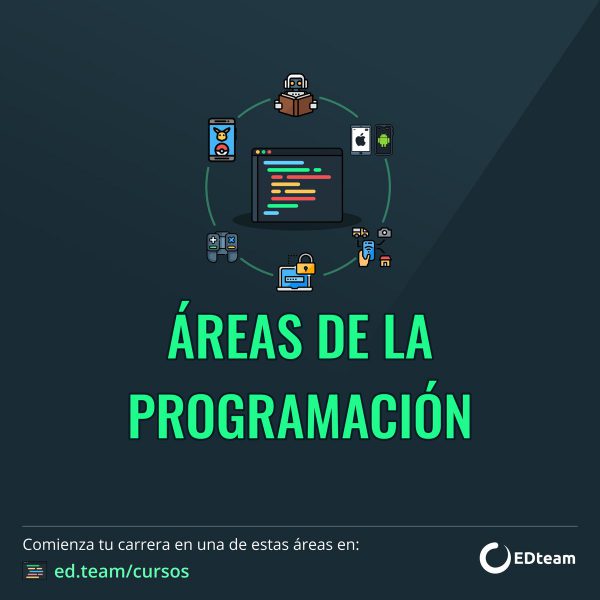 ÁREAS DE LA
PROGRAMACIÓN
Comienza tu carrera en una de estas áreas en:
ed.team/cursos
EDteam